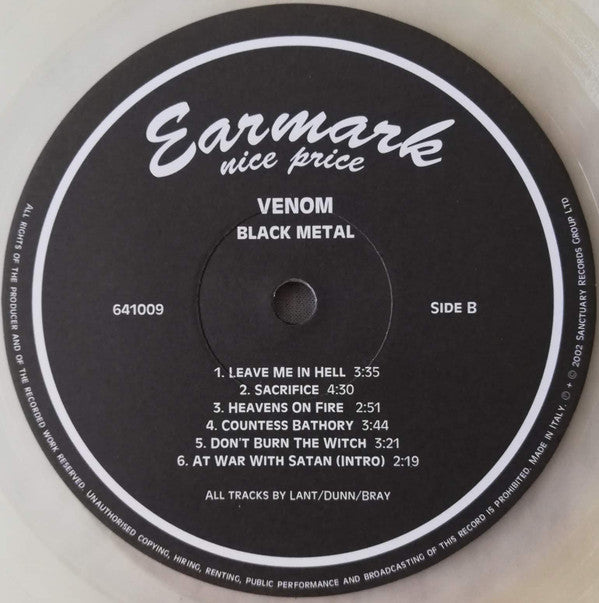 Earmark
nice price
VENOM
BLACK METAL
641009
SIDE B
1. LEAVE ME IN HELL 3:35
2. SACRIFICE 4:30
3. HEAVENS ON FIRE 2:51
4. COUNTESS BATHORY 3:44
5. DON'T BURN THE WITCH 3:21
6. AT WAR WITH SATAN (INTRO) 2:19
ALL TRACKS BY LANT/DUNN/BRAY
ALL RIGHTS OF THE PRODUCER AND OF THE RECORDED WORK RESERVED. UNAUTHORISED COPYING, HIRING, RENTING, PUBLIC PERFORMANCE AND BROADCASTING OF THIS RECORD IS PROHIBITED. MADE IN ITALY. ℗ + © 2002 SANCTUARY RECORDS GROUP LTD